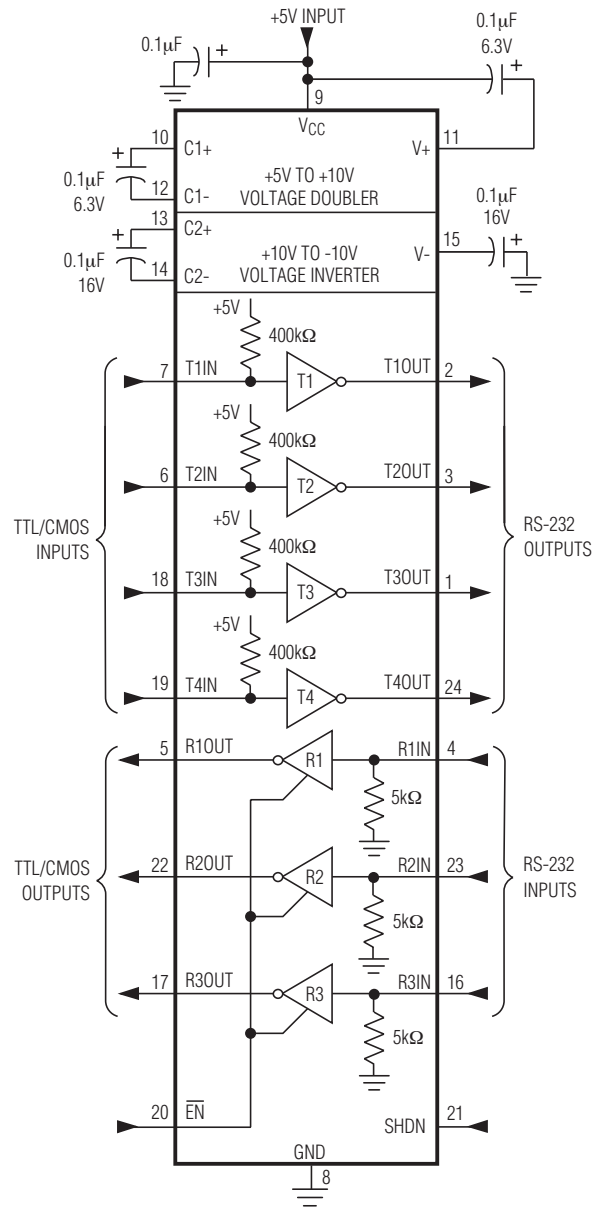 +5V INPUT
0.1μF
0.1μF
6.3V
9
VCC
10
C1+
V+
11
0.1μF
6.3V
12
C1-
+5V TO +10V
VOLTAGE DOUBLER
13
C2+
0.1μF
16V
14
C2-
+10V TO -10V
VOLTAGE INVERTER
V-
15
0.1μF
16V
+5V
400kΩ
7
T1IN
T1
T1OUT
2
+5V
400kΩ
6
T2IN
T2
T2OUT
3
TTL/CMOS
INPUTS
RS-232
OUTPUTS
+5V
400kΩ
18
T3IN
T3
T3OUT
1
+5V
400kΩ
19
T4IN
T4
T4OUT
24
5
R1OUT
R1
R1IN
4
5kΩ
TTL/CMOS
OUTPUTS
22
R2OUT
R2
R2IN
23
RS-232
INPUTS
5kΩ
17
R3OUT
R3
R3IN
16
5kΩ
20
EN
SHDN
21
GND
8